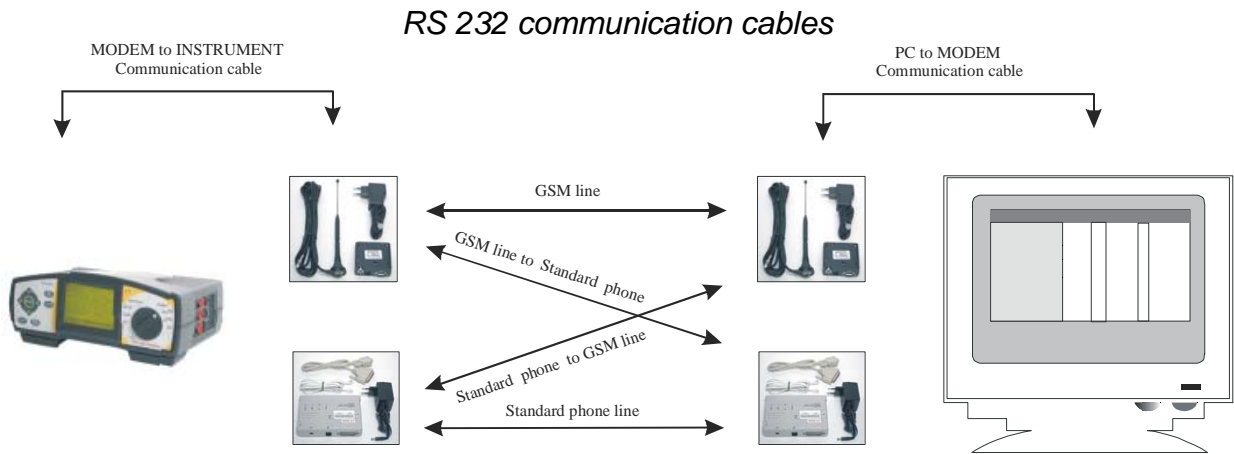 RS 232 communication cables
MODEM to INSTRUMENT
Communication cable
PC to MODEM
Communication cable
GSM line
GSM line to Standard phone
Standard phone to GSM line
Standard phone line